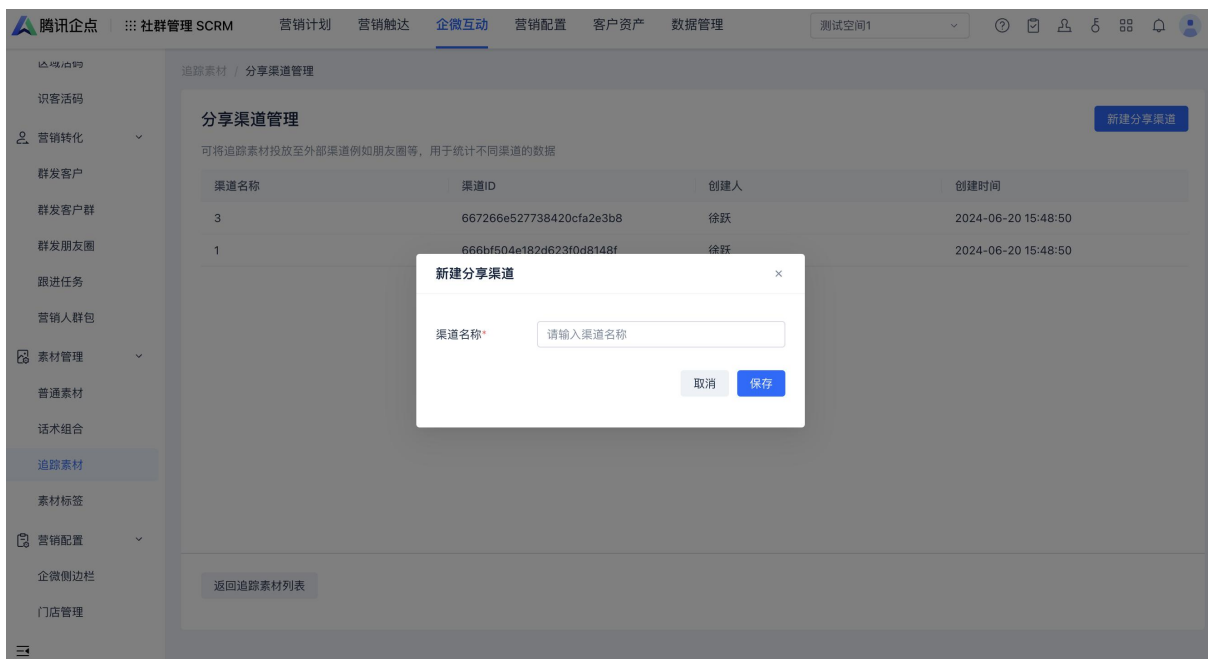 腾讯企点 社群管理 SCRM 营销计划 营销触达 企微互动 营销配置 客户资产 数据管理 测试空间1
区域活码
识客活码
营销转化
群发客户
群发客户群
群发朋友圈
跟进任务
营销人群包
素材管理
普通素材
话术组合
追踪素材
素材标签
营销配置
企微侧边栏
门店管理
追踪素材 / 分享渠道管理
分享渠道管理 新建分享渠道
可将追踪素材投放至外部渠道例如朋友圈等，用于统计不同渠道的数据
渠道名称 渠道ID 创建人 创建时间
3 667266e527738420cfa2e3b8 徐跃 2024-06-20 15:48:50
1 666bf504e182d623f0d8148f 徐跃 2024-06-20 15:48:50
新建分享渠道 ×
渠道名称* 请输入渠道名称
取消 保存
返回追踪素材列表